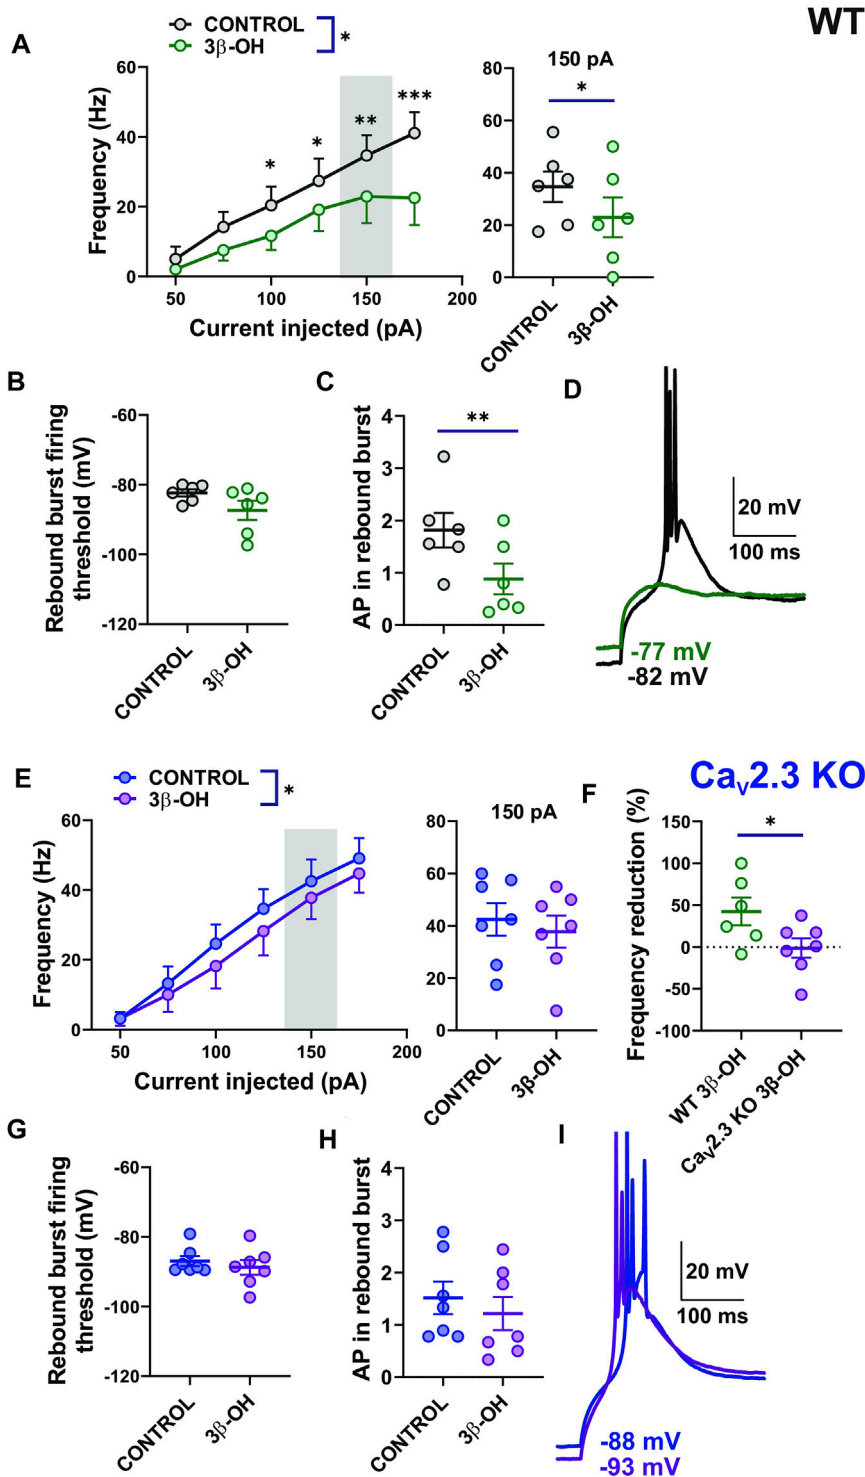 WT
A
CONTROL
3β-OH
*
Frequency (Hz)
60
40
20
0
* * ** ***
50 100 150 200
Current injected (pA)
150 pA
*
80
60
40
20
0
CONTROL
3β-OH
B
Rebound burst firing
threshold (mV)
-60
-80
-100
-120
CONTROL
3β-OH
C
AP in rebound burst
**
4
3
2
1
0
CONTROL
3β-OH
D
20 mV
100 ms
-77 mV
-82 mV
CaV2.3 KO
E
CONTROL
3β-OH
*
Frequency (Hz)
60
40
20
0
50 100 150 200
Current injected (pA)
150 pA
80
60
40
20
0
CONTROL
3β-OH
F
Frequency reduction (%)
*
150
100
50
0
-50
-100
WT 3β-OH
CaV2.3 KO 3β-OH
G
Rebound burst firing
threshold (mV)
-60
-80
-100
-120
CONTROL
3β-OH
H
AP in rebound burst
4
3
2
1
0
CONTROL
3β-OH
I
20 mV
100 ms
-88 mV
-93 mV